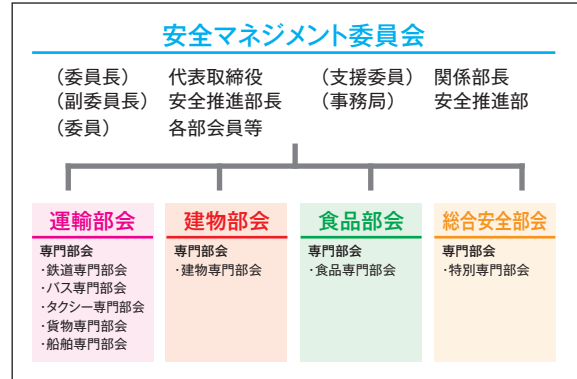 安全マネジメント委員会
（委員長） 代表取締役 （支援委員） 関係部長
（副委員長） 安全推進部長 （事務局） 安全推進部
（委員） 各部会員等
運輸部会
専門部会
・鉄道専門部会
・バス専門部会
・タクシー専門部会
・貨物専門部会
・船舶専門部会
建物部会
専門部会
・建物専門部会
食品部会
専門部会
・食品専門部会
総合安全部会
専門部会
・特別専門部会